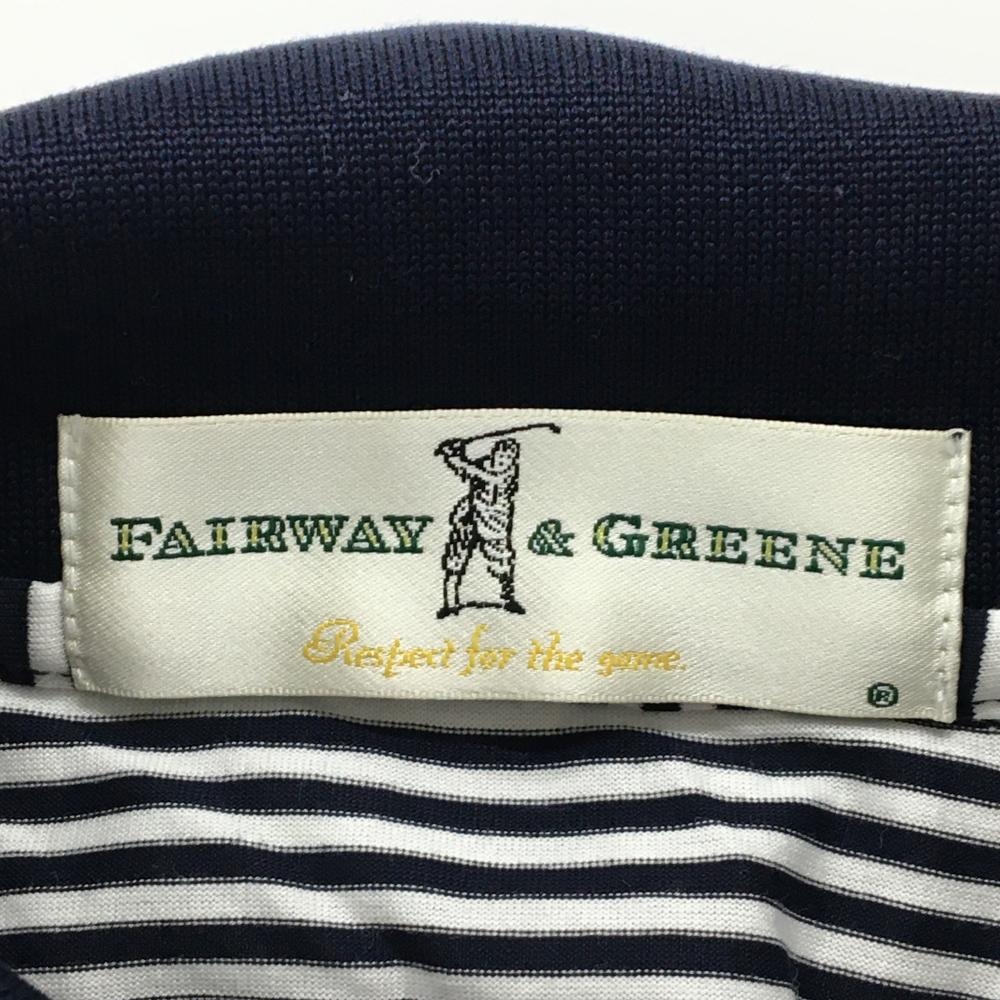 FAIRWAY & GREENE
Respect for the game.
®